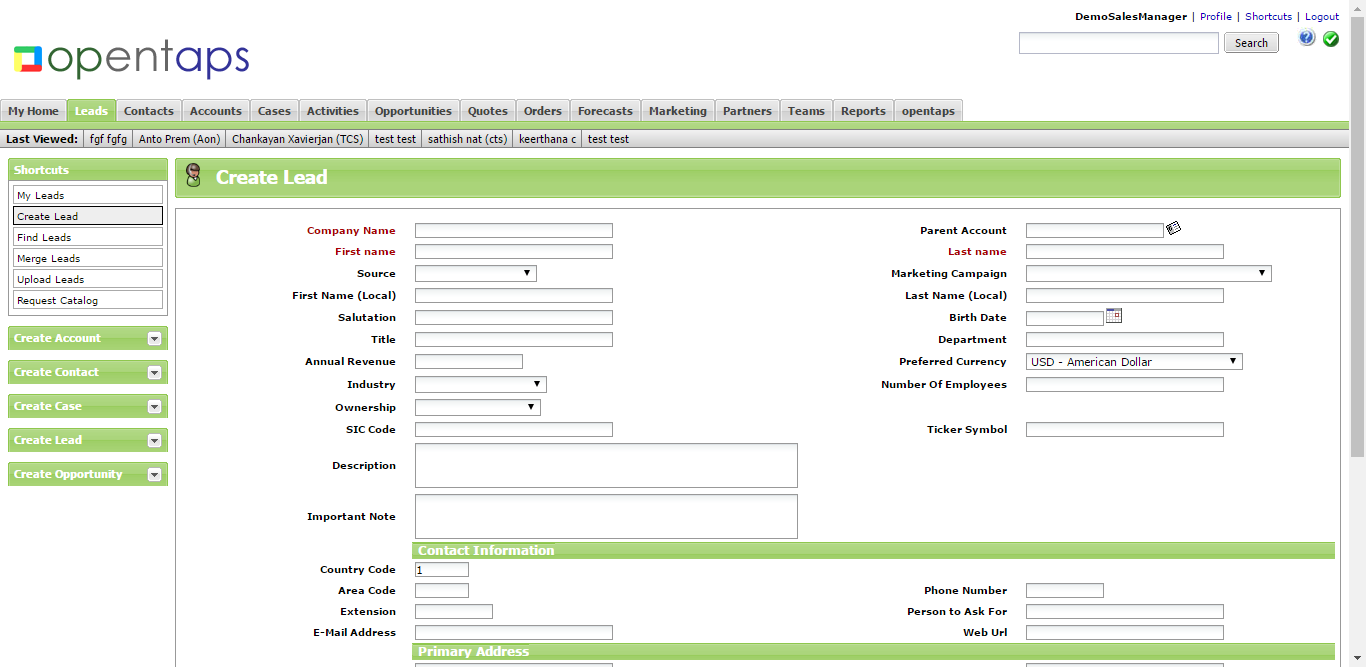 DemoSalesManager | Profile | Shortcuts | Logout
opentaps
Search
My Home Leads Contacts Accounts Cases Activities Opportunities Quotes Orders Forecasts Marketing Partners Teams Reports opentaps
Last Viewed: fgf fgfg Anto Prem (Aon) Chankayan Xavierjan (TCS) test test sathish nat (cts) keerthana c test test
Shortcuts
My Leads
Create Lead
Find Leads
Merge Leads
Upload Leads
Request Catalog
Create Account
Create Contact
Create Case
Create Lead
Create Opportunity
Create Lead
Company Name Parent Account
First name Last name
Source Marketing Campaign
First Name (Local) Last Name (Local)
Salutation Birth Date
Title Department
Annual Revenue Preferred Currency USD - American Dollar
Industry Number Of Employees
Ownership
SIC Code Ticker Symbol
Description
Important Note
Contact Information
Country Code 1
Area Code Phone Number
Extension Person to Ask For
E-Mail Address Web Url
Primary Address